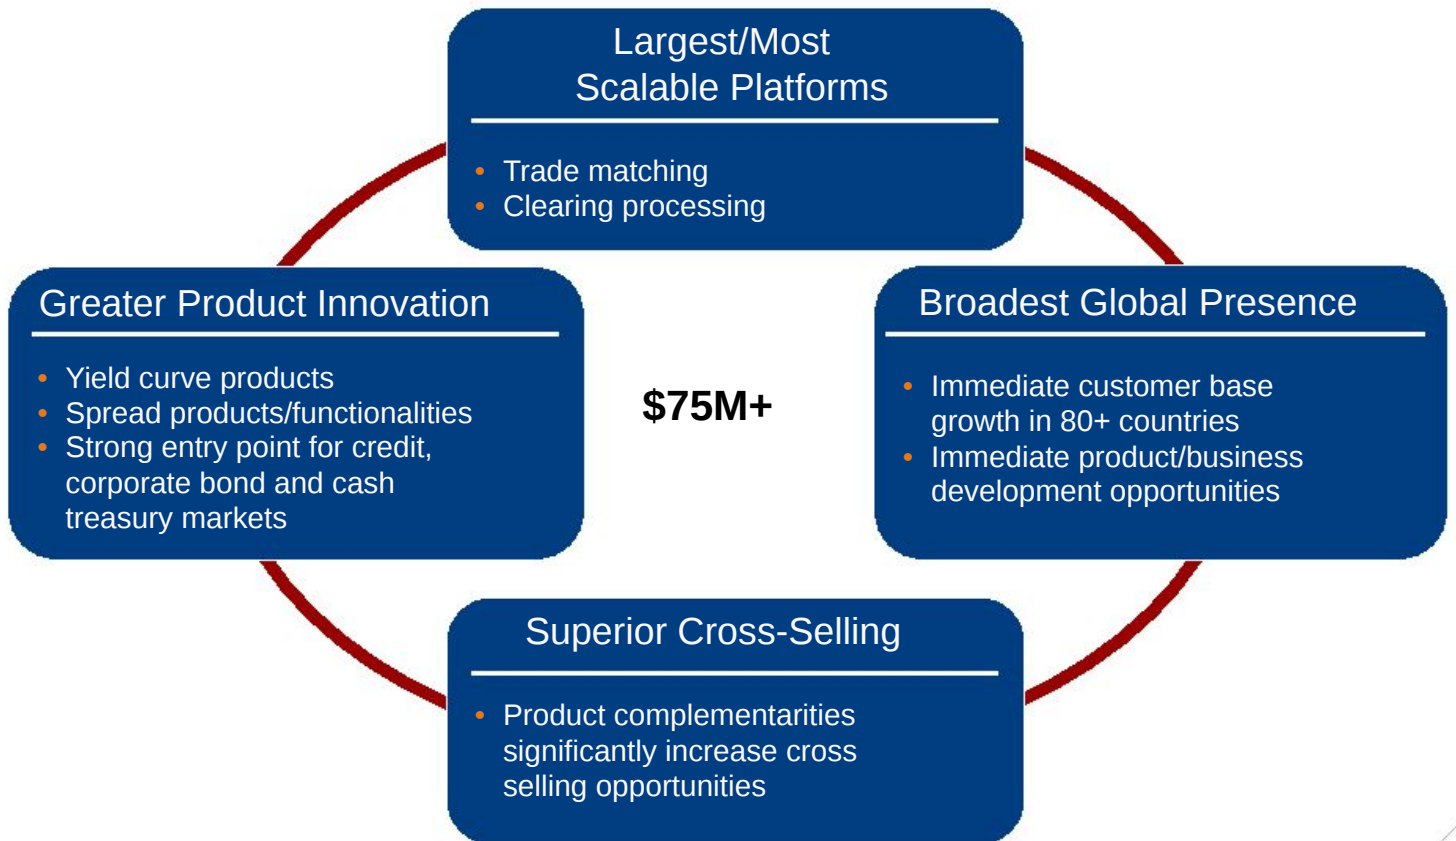 Largest/Most
Scalable Platforms
• Trade matching
• Clearing processing
Greater Product Innovation
• Yield curve products
• Spread products/functionalities
• Strong entry point for credit,
corporate bond and cash
treasury markets
$75M+
Broadest Global Presence
• Immediate customer base
growth in 80+ countries
• Immediate product/business
development opportunities
Superior Cross-Selling
• Product complementarities
significantly increase cross
selling opportunities